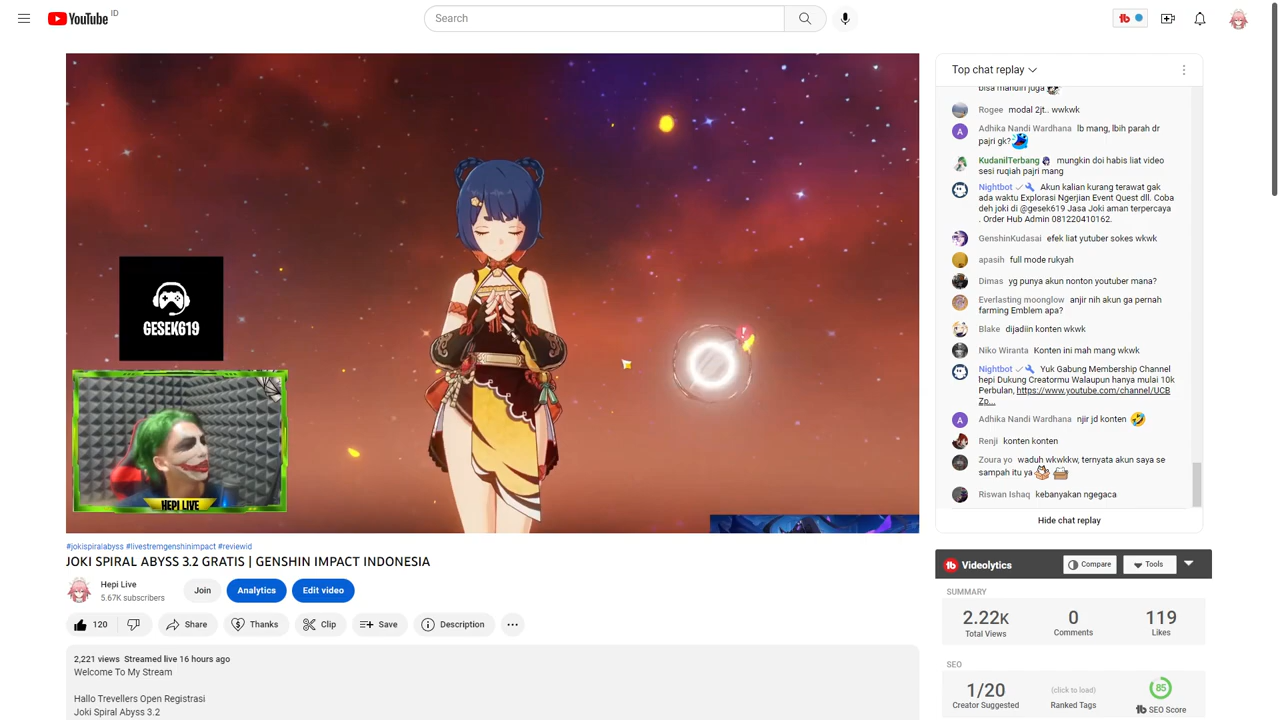 YouTube ID
Search
tb
GESEK619
HEPI LIVE
#jokispiralabyss #livestremgenshinimpact #reviewid
JOKI SPIRAL ABYSS 3.2 GRATIS | GENSHIN IMPACT INDONESIA
Hepi Live
5.67K subscribers
Join
Analytics
Edit video
120
Share
Thanks
Clip
Save
Description
2,221 views Streamed live 16 hours ago
Welcome To My Stream
Hallo Trevellers Open Registrasi
Joki Spiral Abyss 3.2
Top chat replay
bisa mandiri juga
Rogee modal 2jt.. wwkwk
A Adhika Nandi Wardhana lb mang, lbih parah dr
pajri gk?
KudanilTerbang mungkin doi habis liat video
sesi ruqiah pajri mang
Nightbot Akun kalian kurang terawat gak
ada waktu Explorasi Ngerjian Event Quest dll. Coba
deh joki di @gesek619 Jasa Joki aman terpercaya
. Order Hub Admin 081220410162.
GenshinKudasai efek liat yutuber sokes wkwk
apasih full mode rukyah
Dimas yg punya akun nonton youtuber mana?
Everlasting moonglow anjir nih akun ga pernah
farming Emblem apa?
Blake dijadiin konten wkwk
Niko Wiranta Konten ini mah mang wkwk
Nightbot Yuk Gabung Membership Channel
hepi Dukung Creatormu Walaupun hanya mulai 10k
Perbulan, https://www.youtube.com/channel/UCB
Zp...
A Adhika Nandi Wardhana njir jd konten
Renji konten konten
Zoura yo waduh wkwkkw, ternyata akun saya se
sampah itu ya
Riswan Ishaq kebanyakan ngegaca
Hide chat replay
tb Videolytics
Compare
Tools
SUMMARY
2.22K
Total Views
0
Comments
119
Likes
SEO
1/20
Creator Suggested
(click to load)
Ranked Tags
85
tb SEO Score